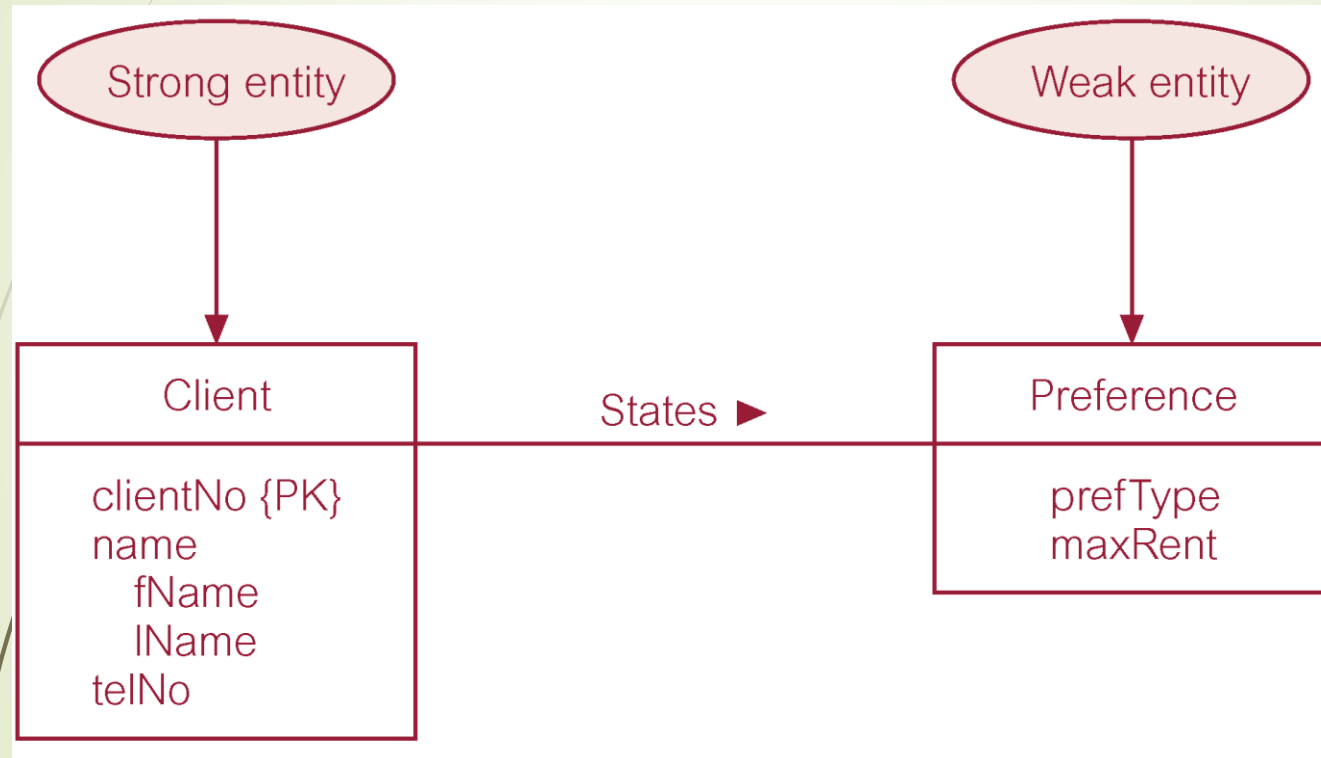 Strong entity
Weak entity
Client
States ►
Preference
clientNo {PK}
name
fName
lName
telNo
prefType
maxRent